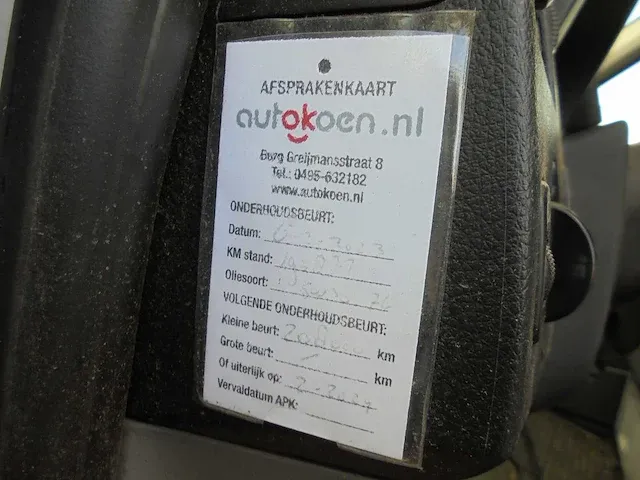 AFSPRAKENKAART
autokoen.nl
Burg Greijmansstraat 8
Tel.: 0495-632182
www.autokoen.nl
ONDERHOUDSBEURT:
Datum:
KM stand:
Oliesoort:
VOLGENDE ONDERHOUDSBEURT:
Kleine beurt: km
Grote beurt: km
Of uiterlijk op:
Vervaldatum APK: